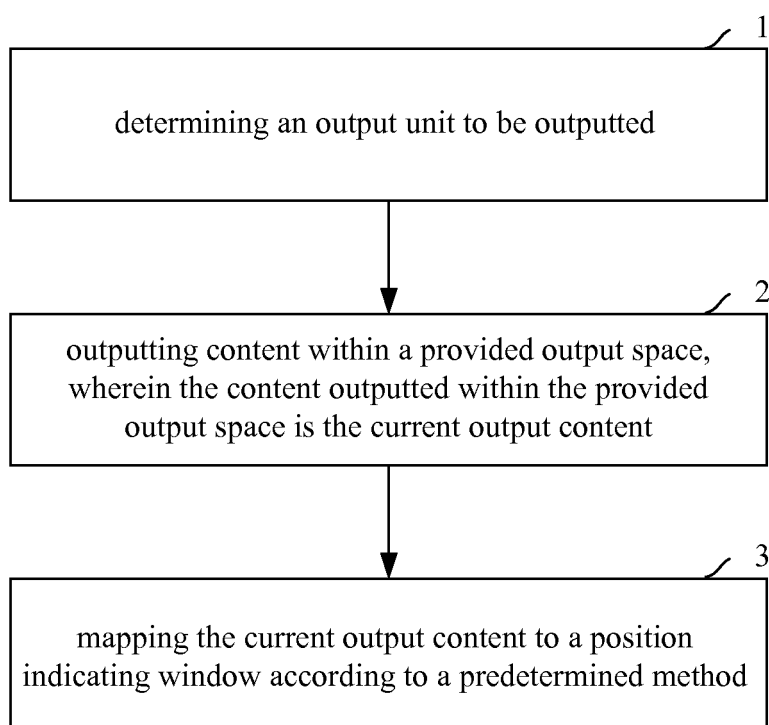 1
determining an output unit to be outputted
2
outputting content within a provided output space,
wherein the content outputted within the provided
output space is the current output content
3
mapping the current output content to a position
indicating window according to a predetermined method